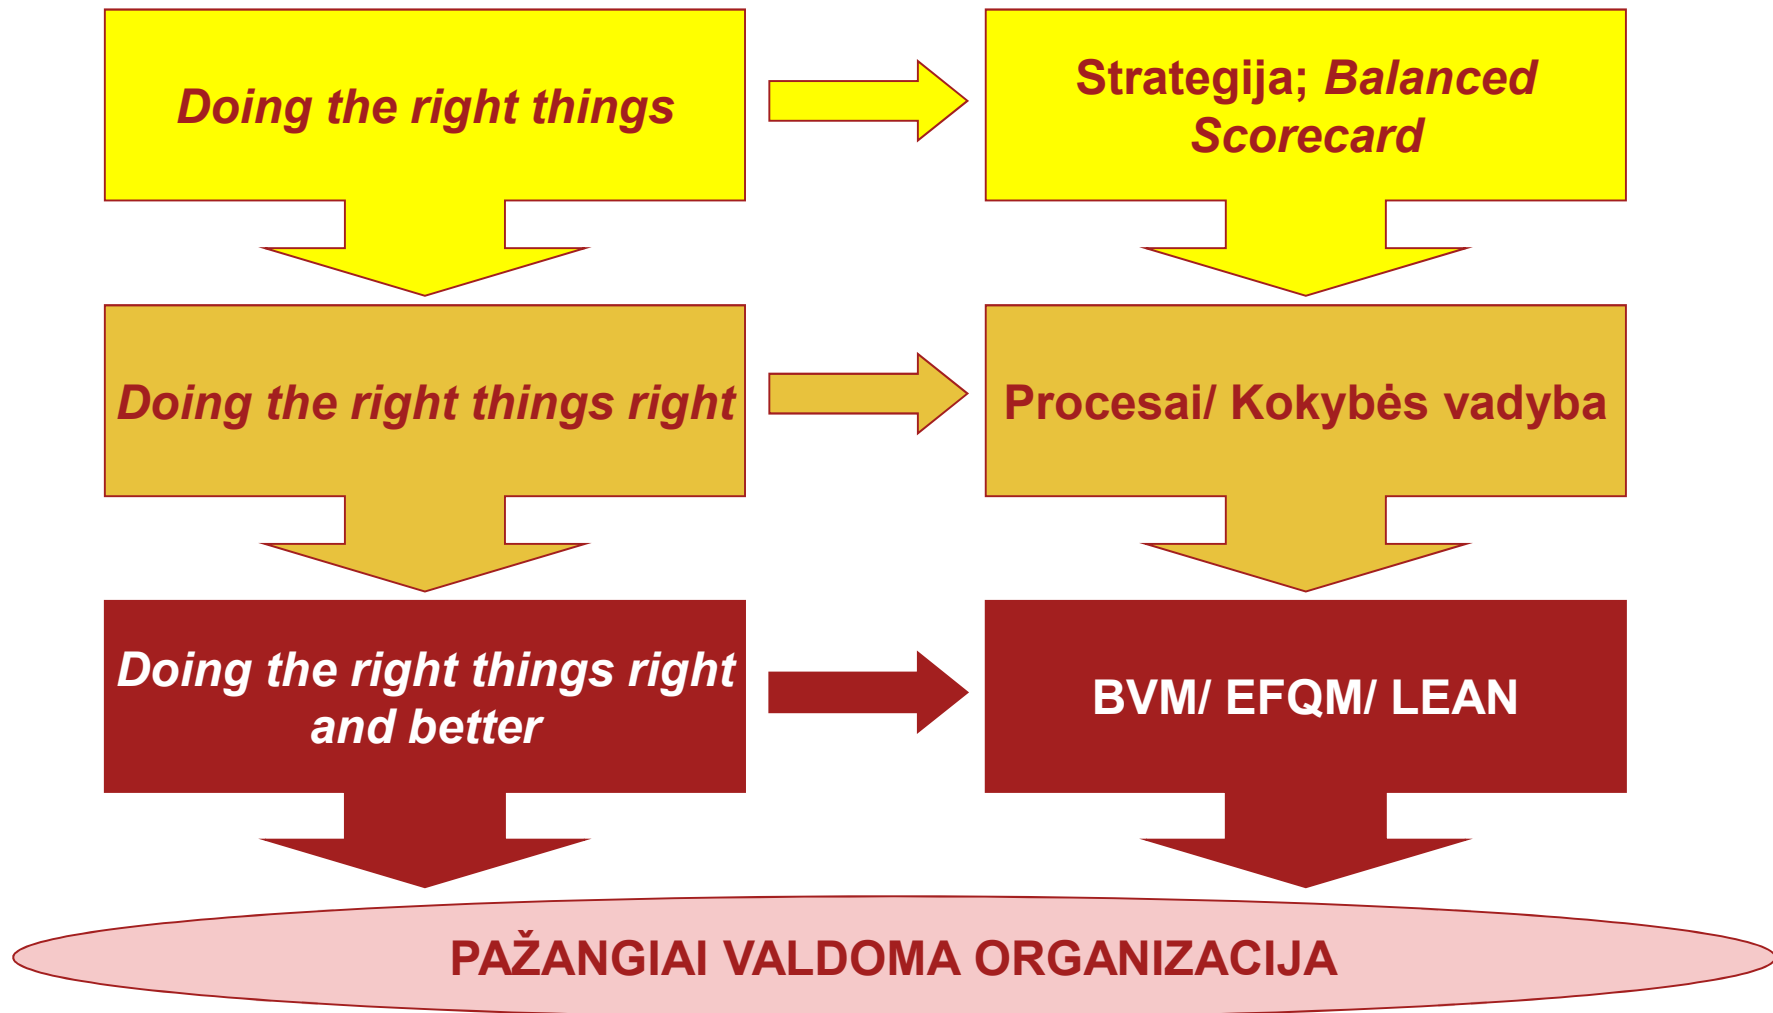 Doing the right things
Strategija; Balanced
Scorecard
Doing the right things right
Procesai/ Kokybės vadyba
Doing the right things right
and better
BVM/ EFQM/ LEAN
PAŽANGIAI VALDOMA ORGANIZACIJA